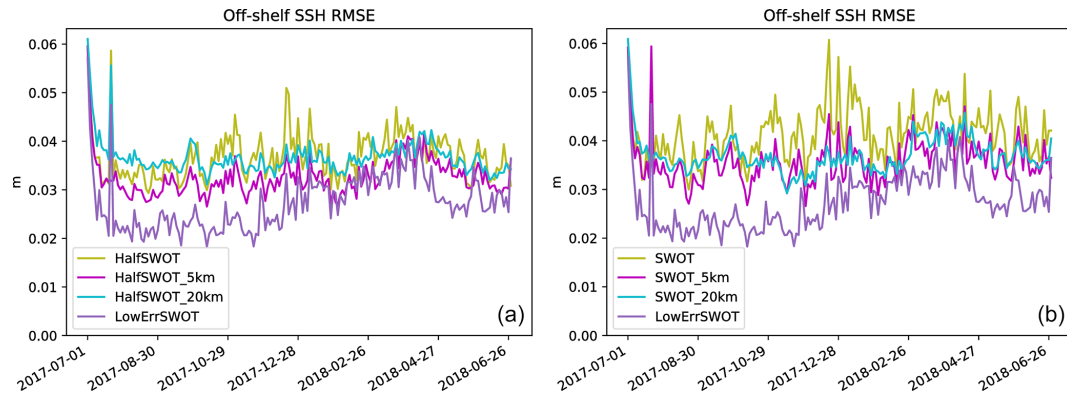 Off-shelf SSH RMSE
0.06
0.05
0.04
0.03
0.02
0.01
0.00
m
HalfSWOT
HalfSWOT_5km
HalfSWOT_20km
LowErrSWOT
(a)
2017-07-01
2017-08-30
2017-10-29
2017-12-28
2018-02-26
2018-04-27
2018-06-26
Off-shelf SSH RMSE
0.06
0.05
0.04
0.03
0.02
0.01
0.00
m
SWOT
SWOT_5km
SWOT_20km
LowErrSWOT
(b)
2017-07-01
2017-08-30
2017-10-29
2017-12-28
2018-02-26
2018-04-27
2018-06-26